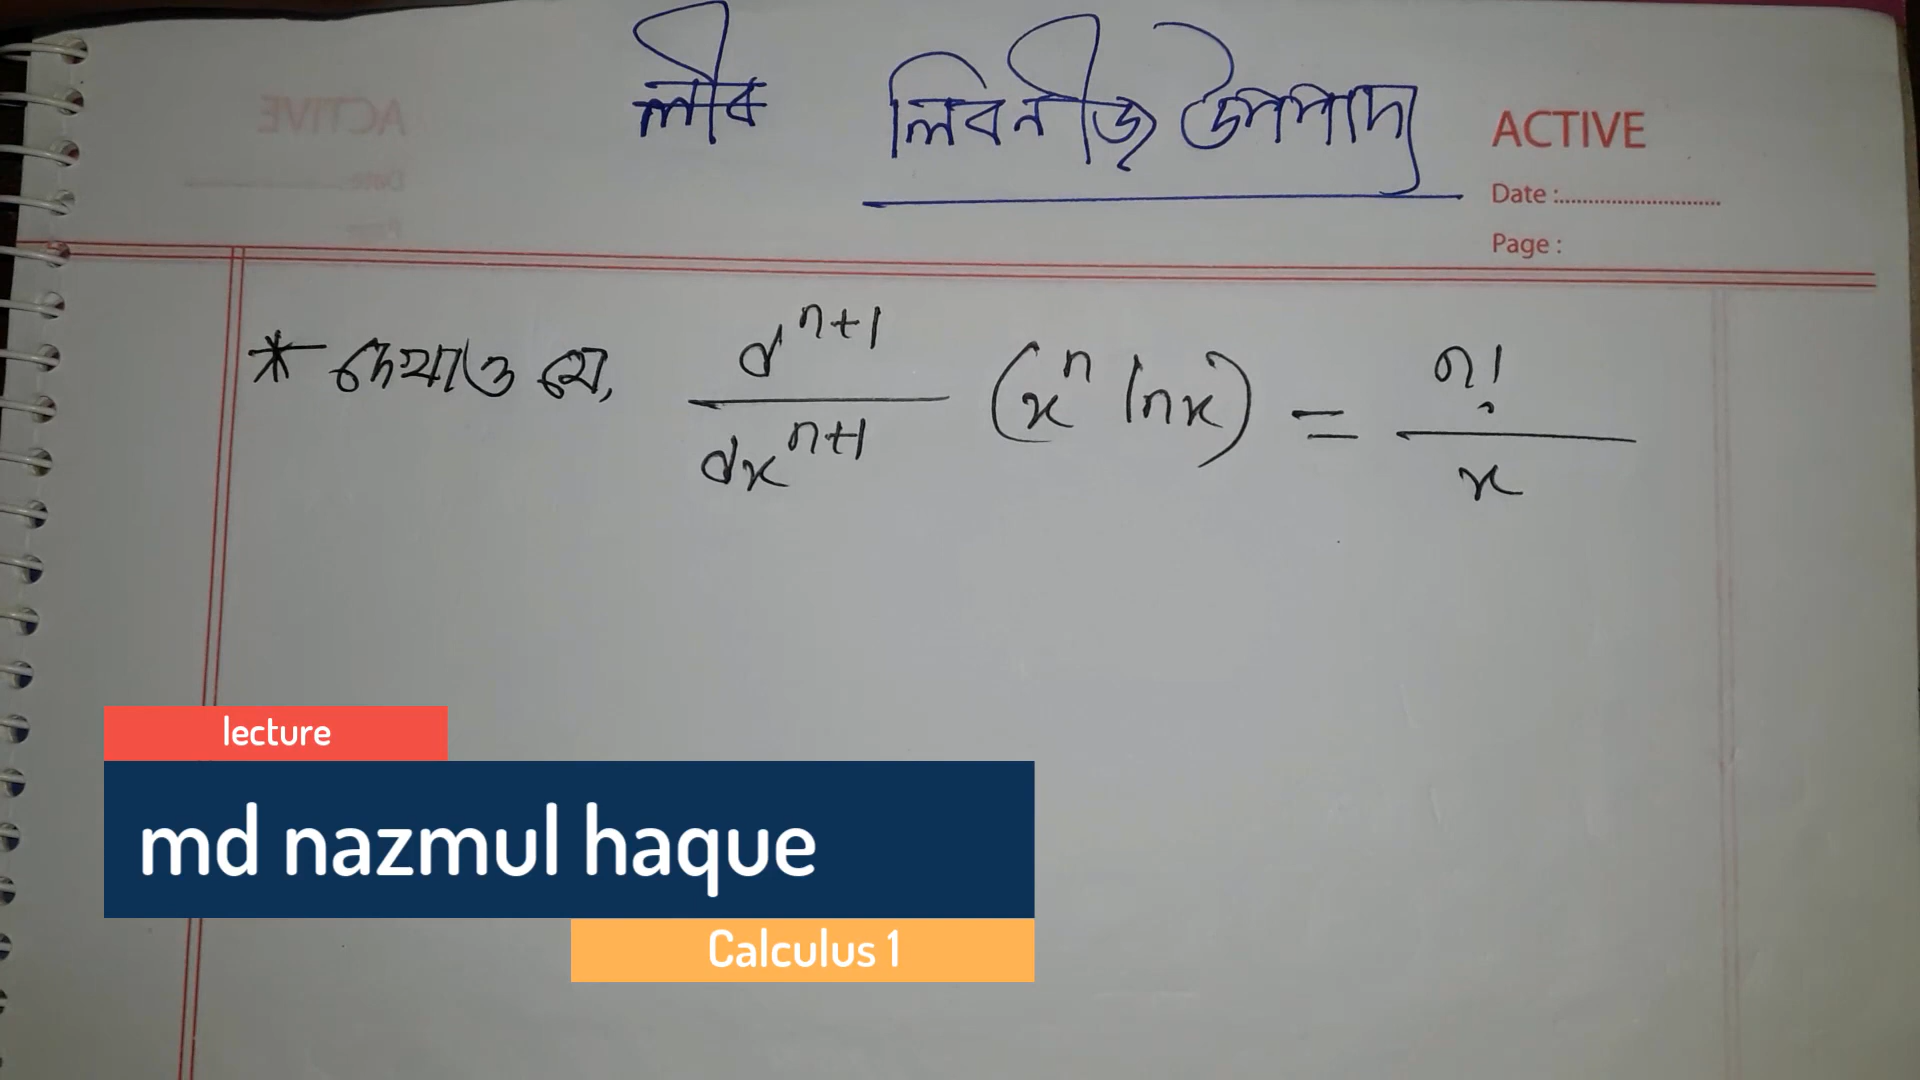 লীব লিবনীজ উপপাদ্য
ACTIVE
Date :
Page :
* দেখাও যে, d^{n+1}/dx^{n+1} (x^n ln x) = n!/x
lecture
md nazmul haque
Calculus 1